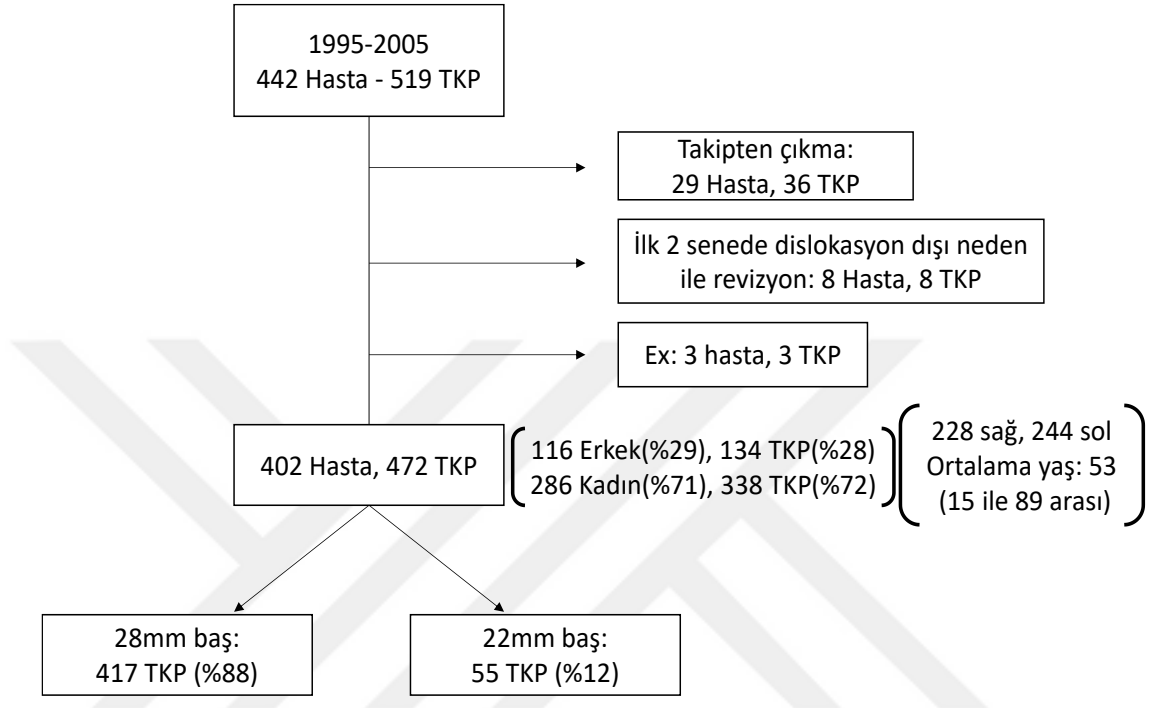 1995-2005
442 Hasta - 519 TKP
Takipten çıkma:
29 Hasta, 36 TKP
İlk 2 senede dislokasyon dışı neden
ile revizyon: 8 Hasta, 8 TKP
Ex: 3 hasta, 3 TKP
402 Hasta, 472 TKP
116 Erkek(%29), 134 TKP(%28)
286 Kadın(%71), 338 TKP(%72)
228 sağ, 244 sol
Ortalama yaş: 53
(15 ile 89 arası)
28mm baş:
417 TKP (%88)
22mm baş:
55 TKP (%12)